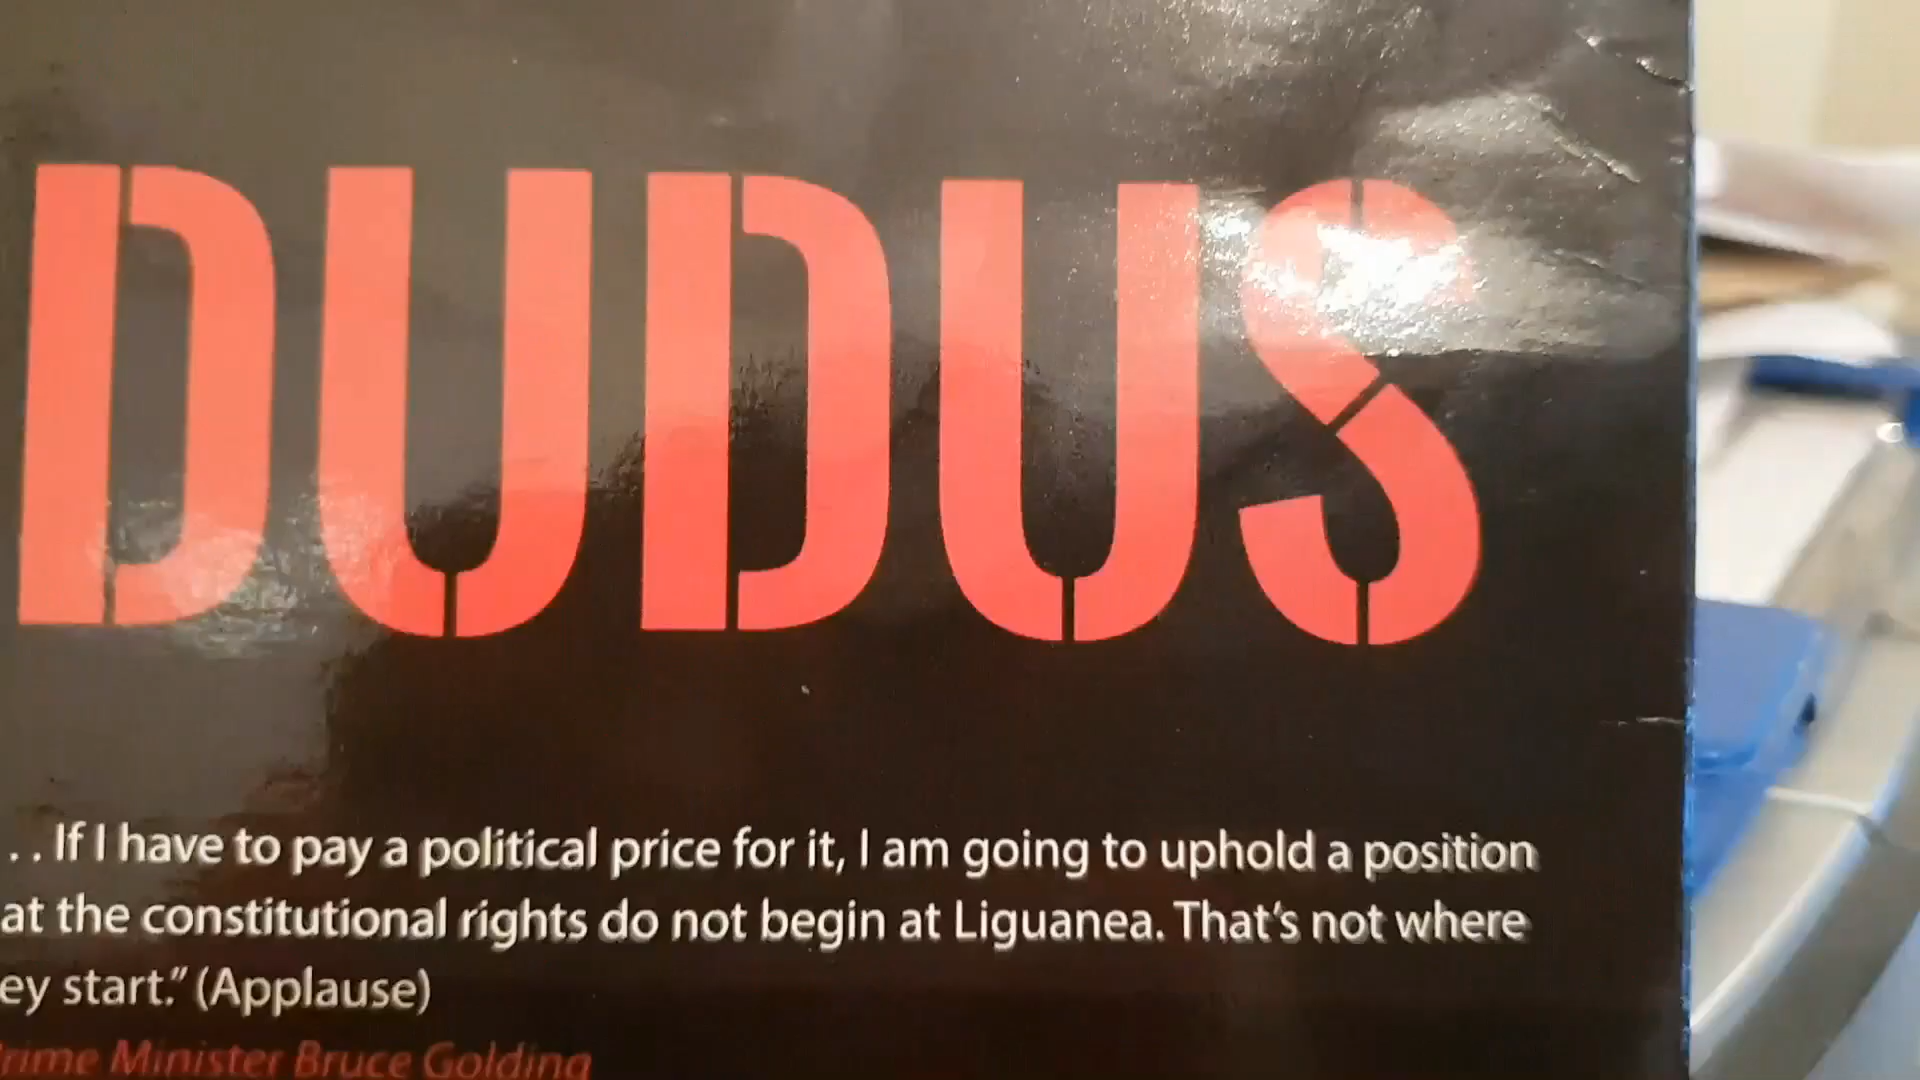 DUDUS
. . If I have to pay a political price for it, I am going to uphold a position
at the constitutional rights do not begin at Liguanea. That's not where
ey start." (Applause)
rime Minister Bruce Golding